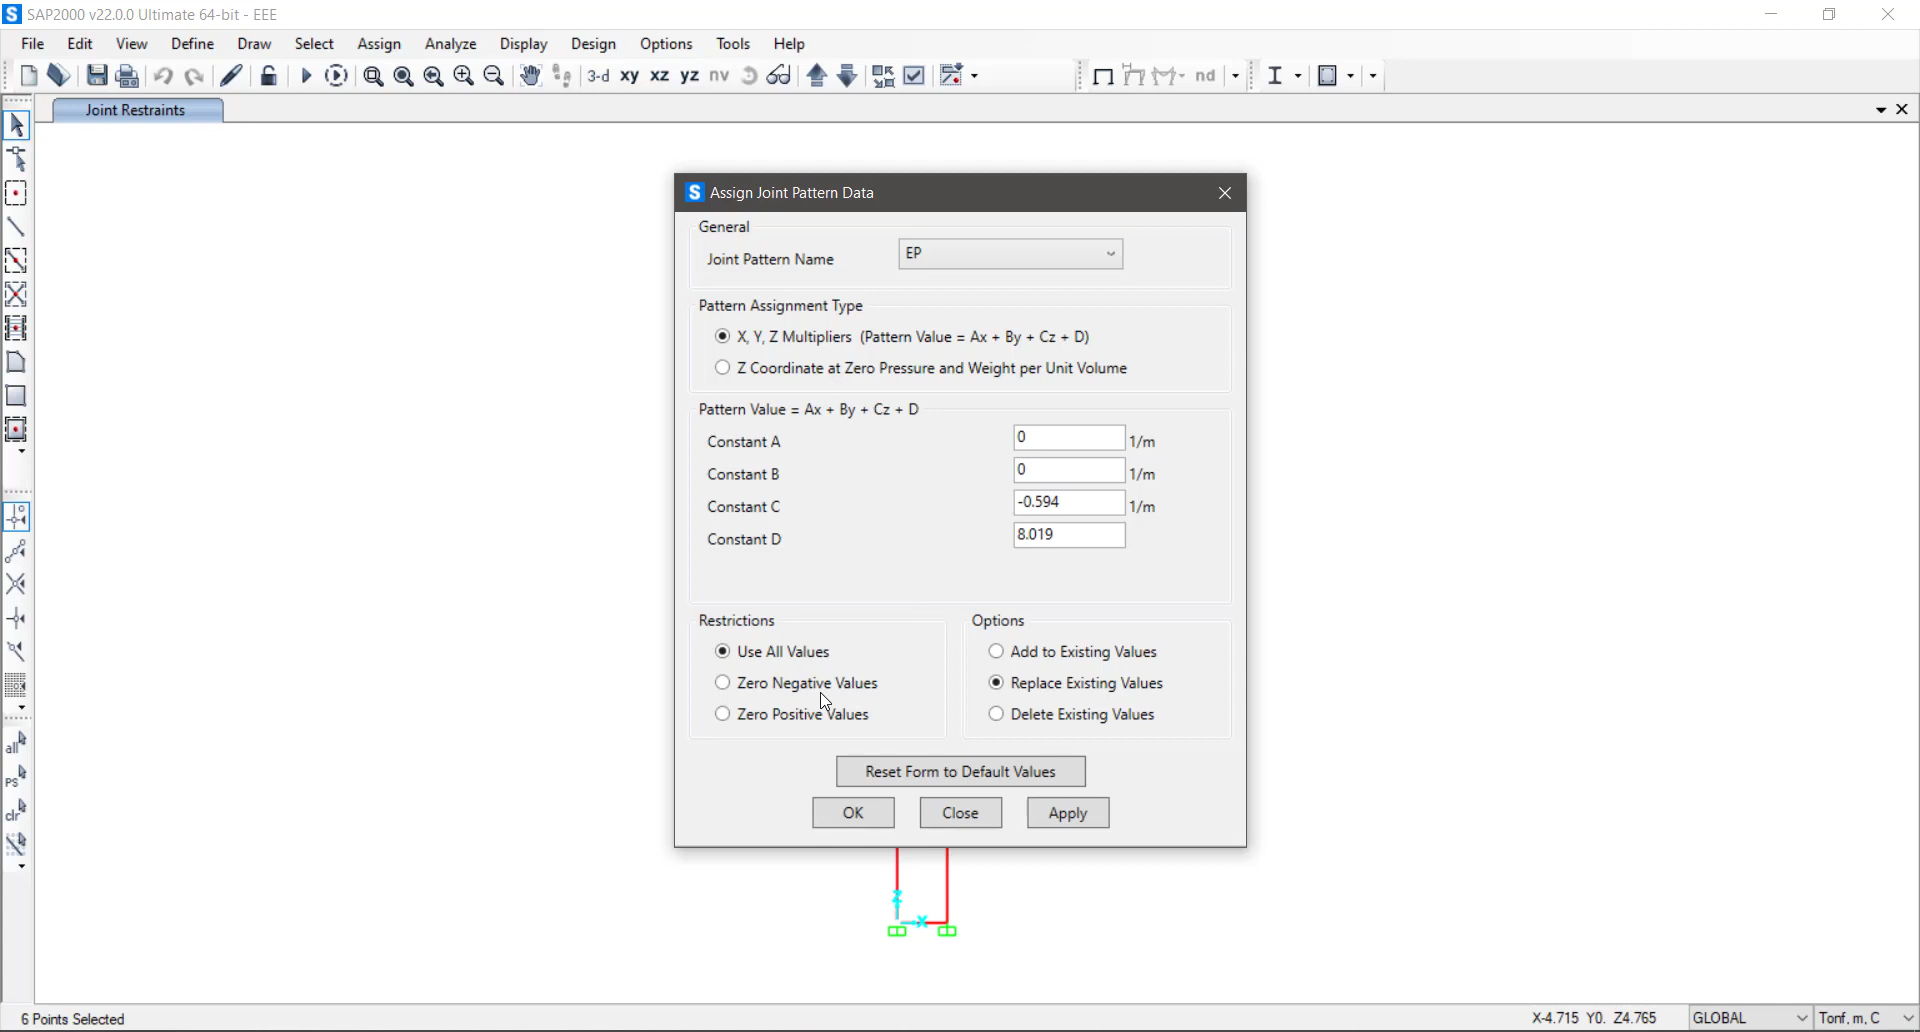 SAP2000 v22.0.0 Ultimate 64-bit - EEE
File Edit View Define Draw Select Assign Analyze Display Design Options Tools Help
3-d xy xz yz nv nd
Joint Restraints
Assign Joint Pattern Data
General
Joint Pattern Name EP
Pattern Assignment Type
X, Y, Z Multipliers (Pattern Value = Ax + By + Cz + D)
Z Coordinate at Zero Pressure and Weight per Unit Volume
Pattern Value = Ax + By + Cz + D
Constant A 0 1/m
Constant B 0 1/m
Constant C -0.594 1/m
Constant D 8.019
Restrictions
Use All Values
Zero Negative Values
Zero Positive Values
Options
Add to Existing Values
Replace Existing Values
Delete Existing Values
Reset Form to Default Values
OK Close Apply
all
PS
clr
Z
X
6 Points Selected
X-4.715 Y0. Z4.765
GLOBAL
Tonf, m, C